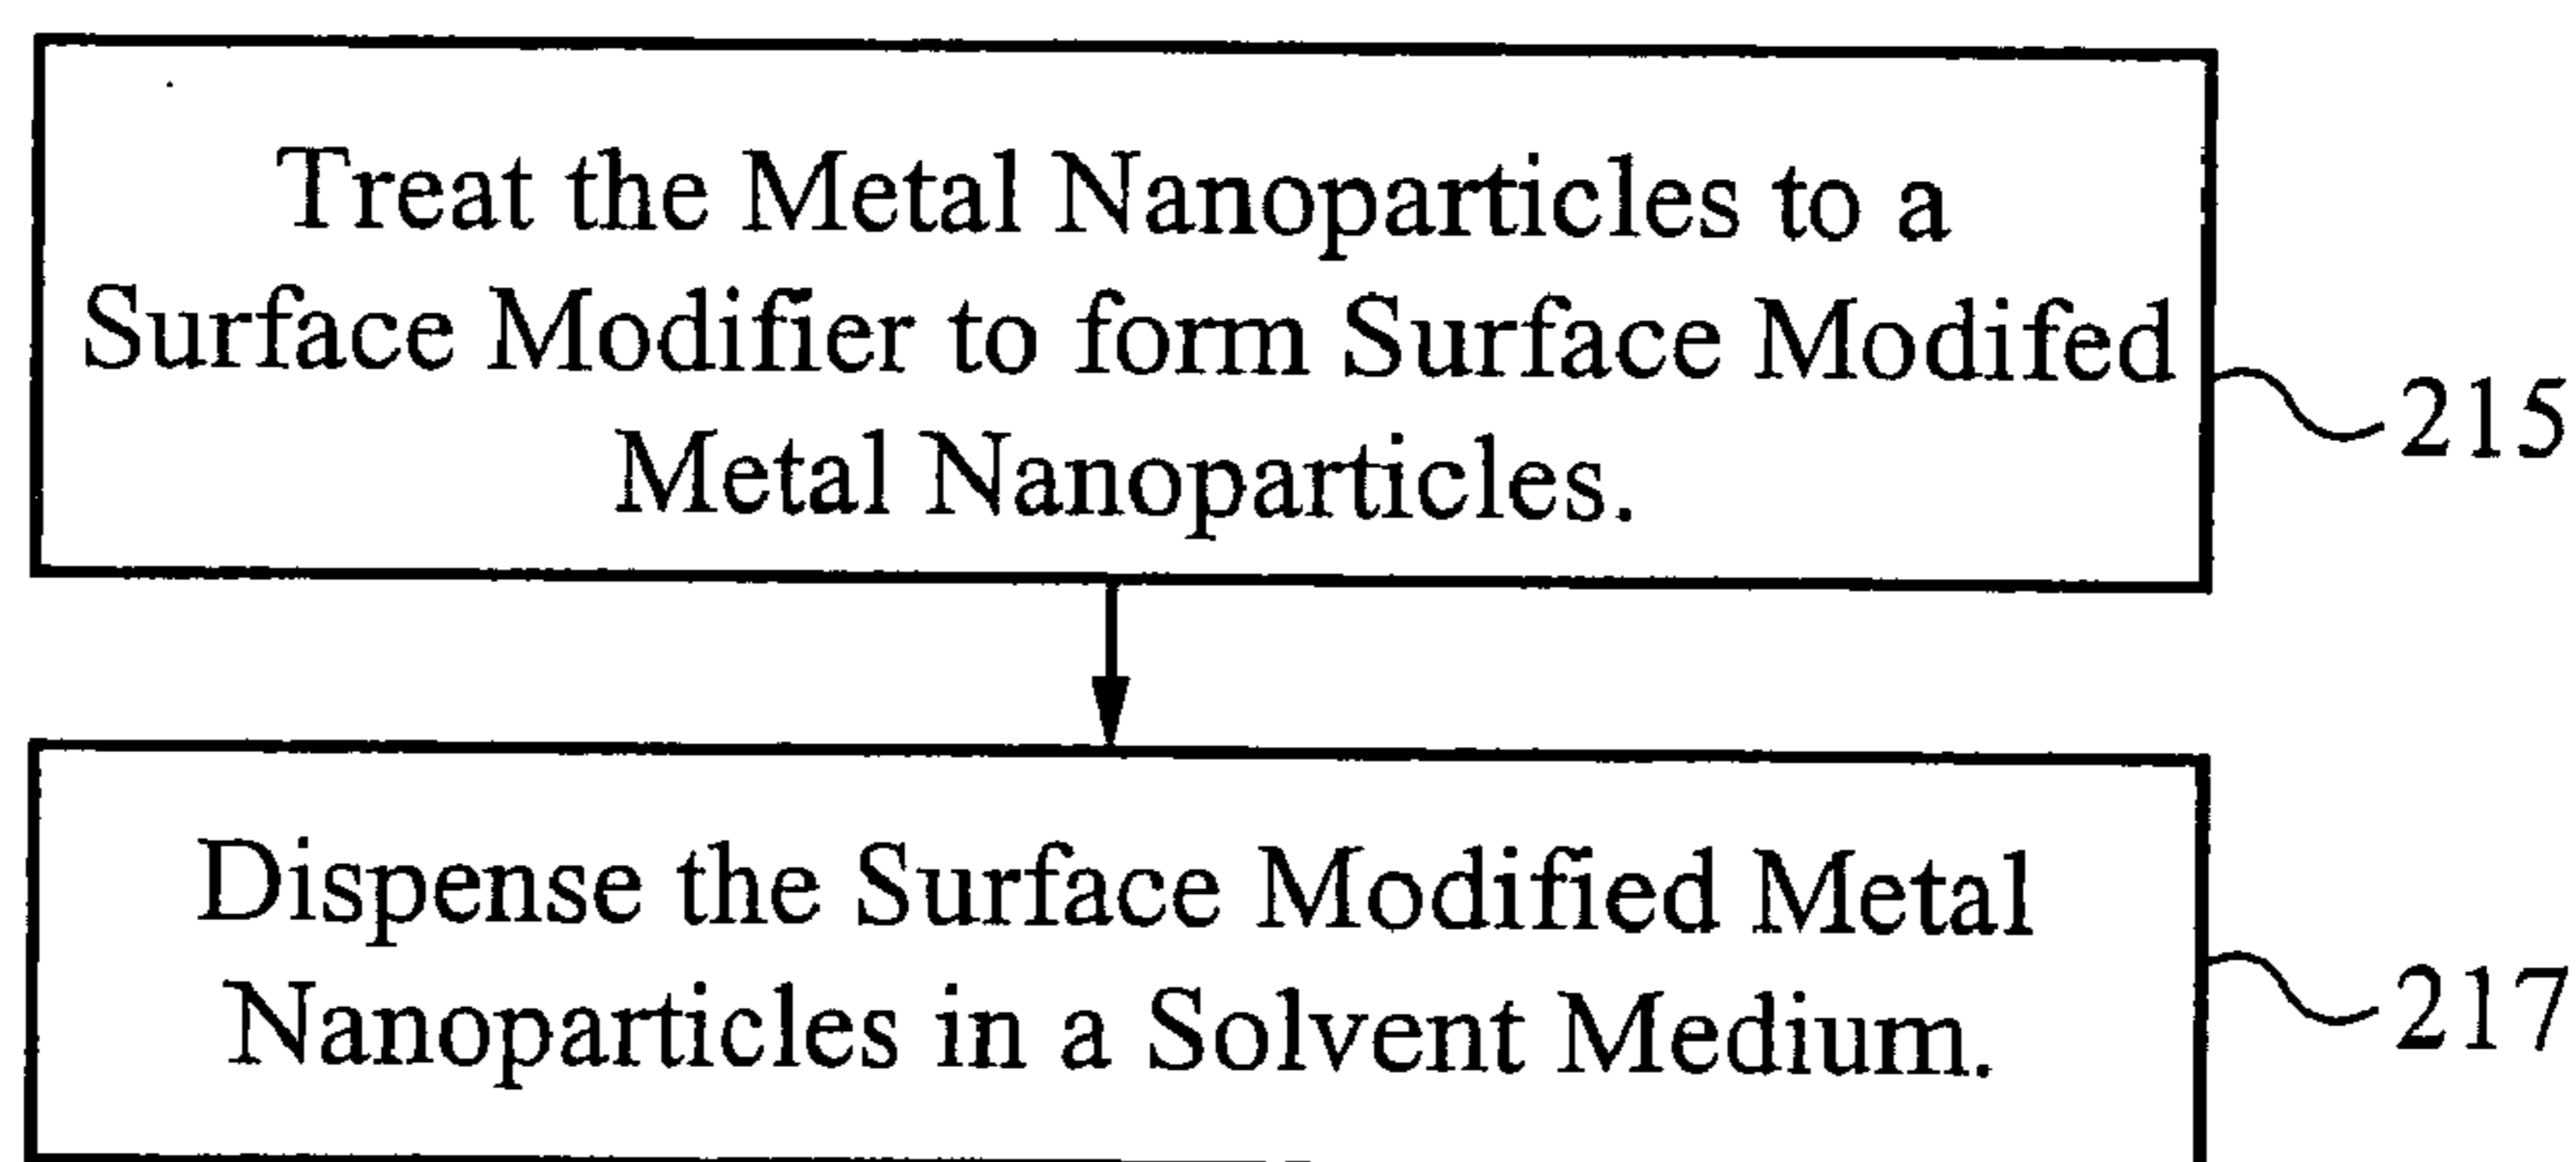 Treat the Metal Nanoparticles to a
Surface Modifier to form Surface Modifed
Metal Nanoparticles.
215
Dispense the Surface Modified Metal
Nanoparticles in a Solvent Medium.
217